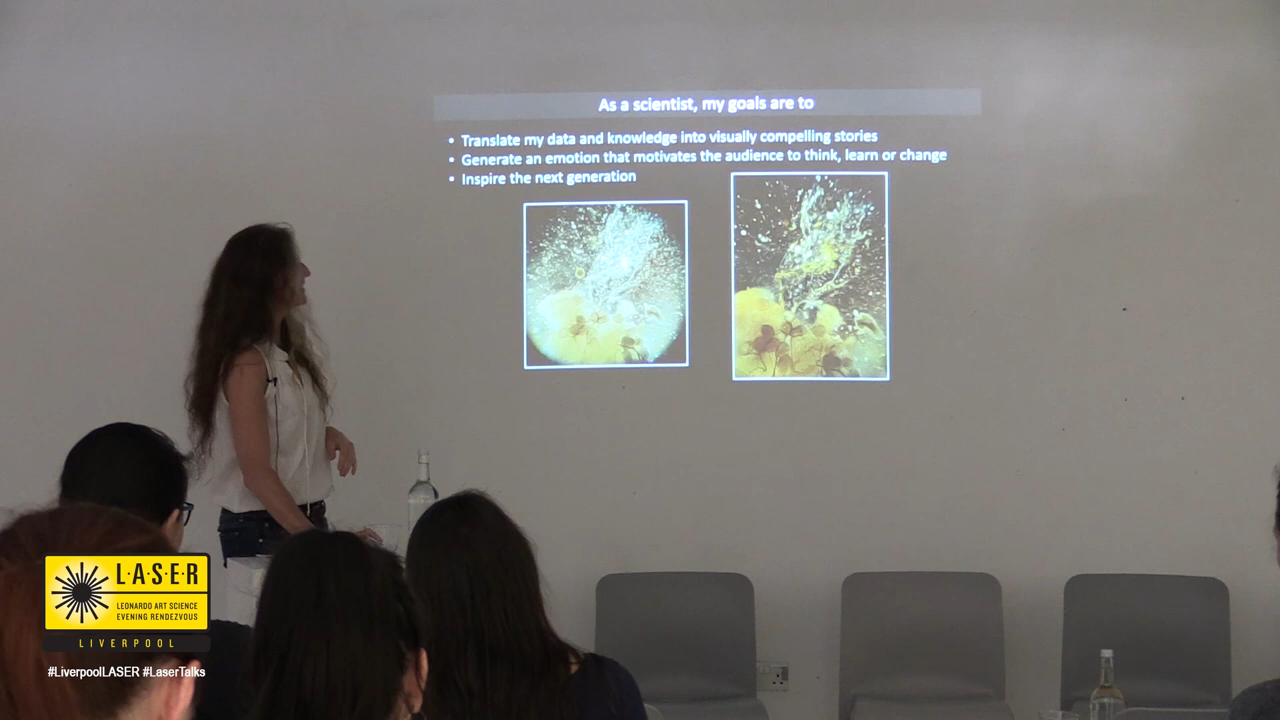 As a scientist, my goals are to
• Translate my data and knowledge into visually compelling stories
• Generate an emotion that motivates the audience to think, learn or change
• Inspire the next generation
L·A·S·E·R
LEONARDO ART SCIENCE
EVENING RENDEZVOUS
LIVERPOOL
#LiverpoolLASER #LaserTalks